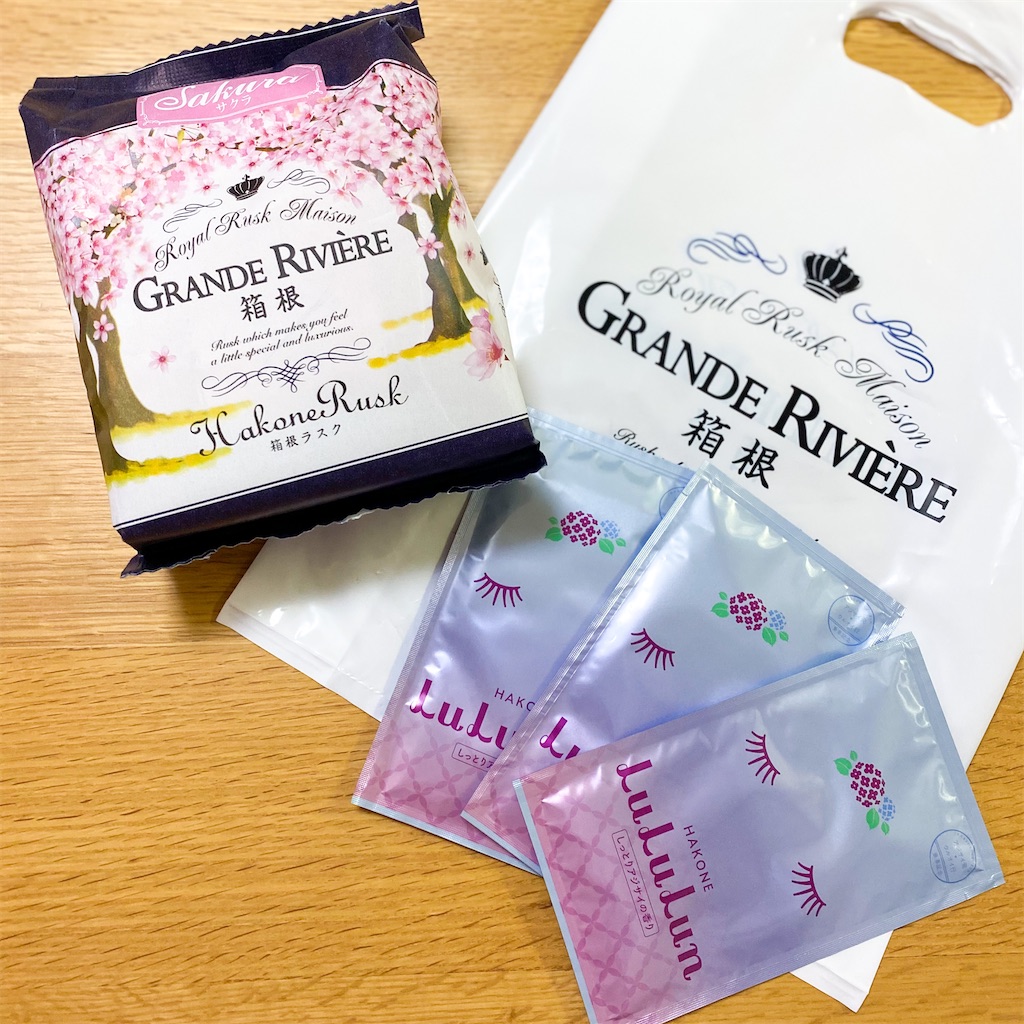 Sakura
サクラ
Royal Rusk Maison
GRANDE RIVIÈRE
箱根
Rusk which makes you feel
a little special and luxurious.
HakoneRusk
箱根ラスク
Royal Rusk Maison
GRANDE RIVIÈRE
箱根
HAKONE
LuLuLun
しっとりアジサイの香り